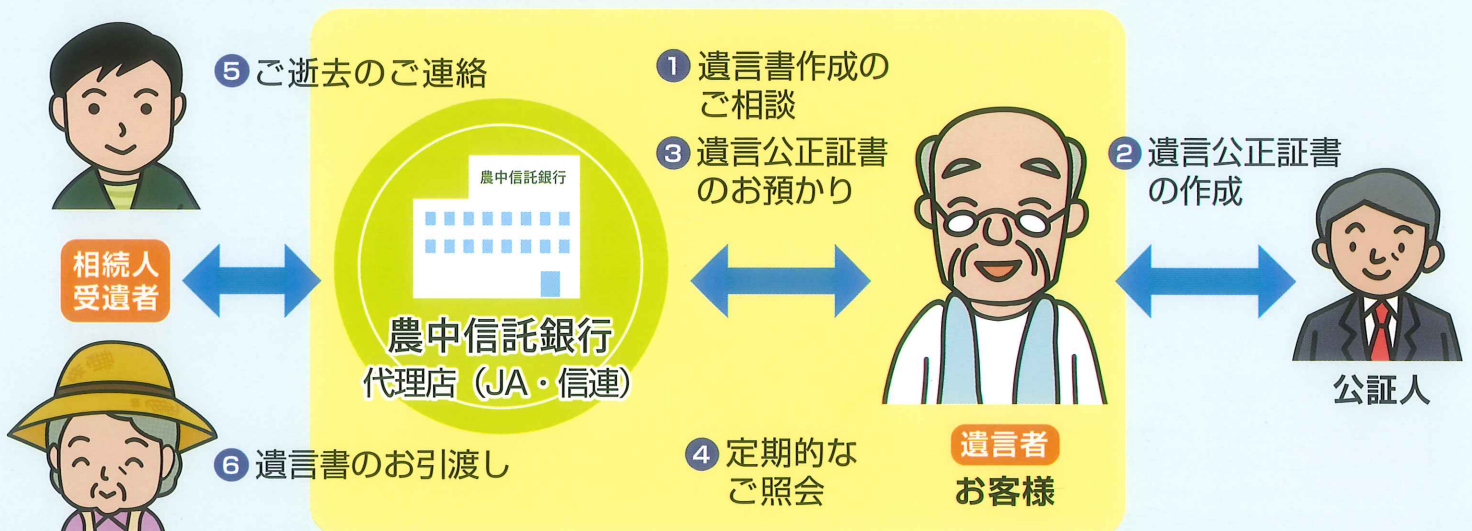 ❺ ご逝去のご連絡
❶ 遺言書作成の
ご相談
❸ 遺言公正証書
のお預かり
❷ 遺言公正証書
の作成
農中信託銀行
相続人
受遺者
農中信託銀行
代理店（JA・信連）
公証人
❻ 遺言書のお引渡し
❹ 定期的な
ご照会
遺言者
お客様